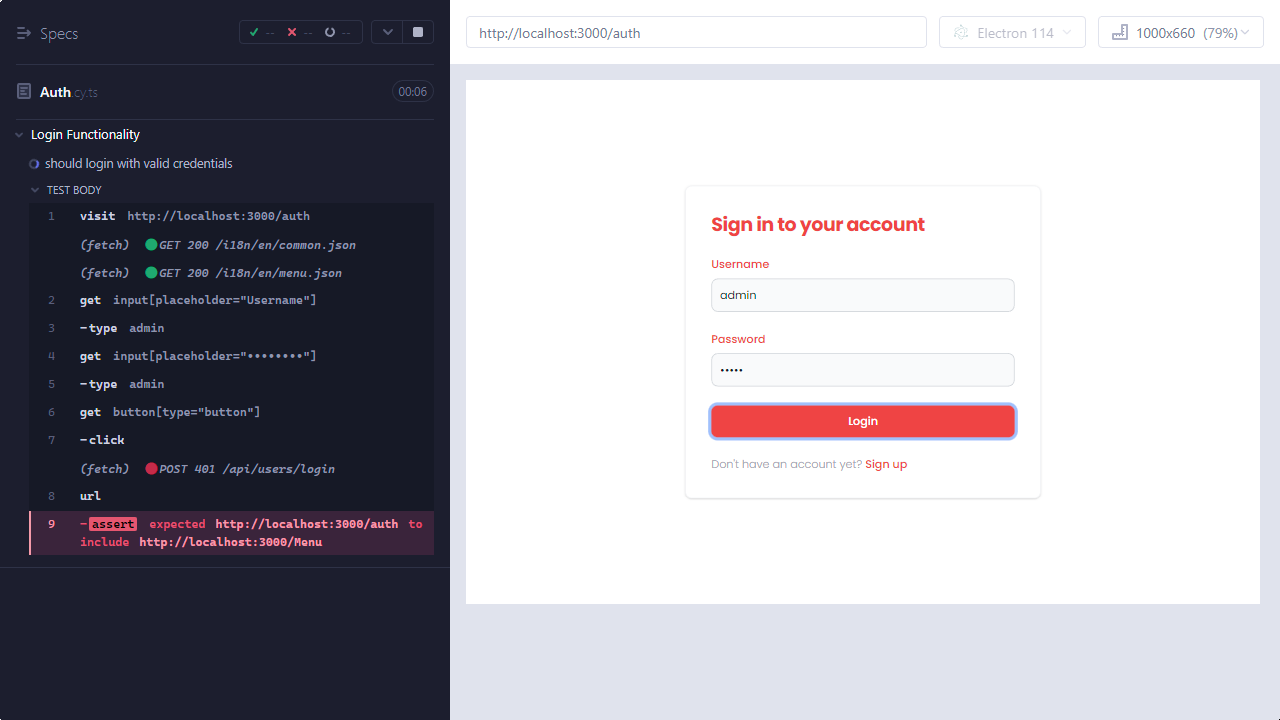 Specs
-- -- --
Auth.cy.ts
00:06
Login Functionality
should login with valid credentials
TEST BODY
1 visit http://localhost:3000/auth
(fetch) GET 200 /i18n/en/common.json
(fetch) GET 200 /i18n/en/menu.json
2 get input[placeholder="Username"]
3 -type admin
4 get input[placeholder="••••••••"]
5 -type admin
6 get button[type="button"]
7 -click
(fetch) POST 401 /api/users/login
8 url
9 -assert expected http://localhost:3000/auth to
include http://localhost:3000/Menu
http://localhost:3000/auth
Electron 114
1000x660 (79%)
Sign in to your account
Username
admin
Password
•••••
Login
Don't have an account yet? Sign up